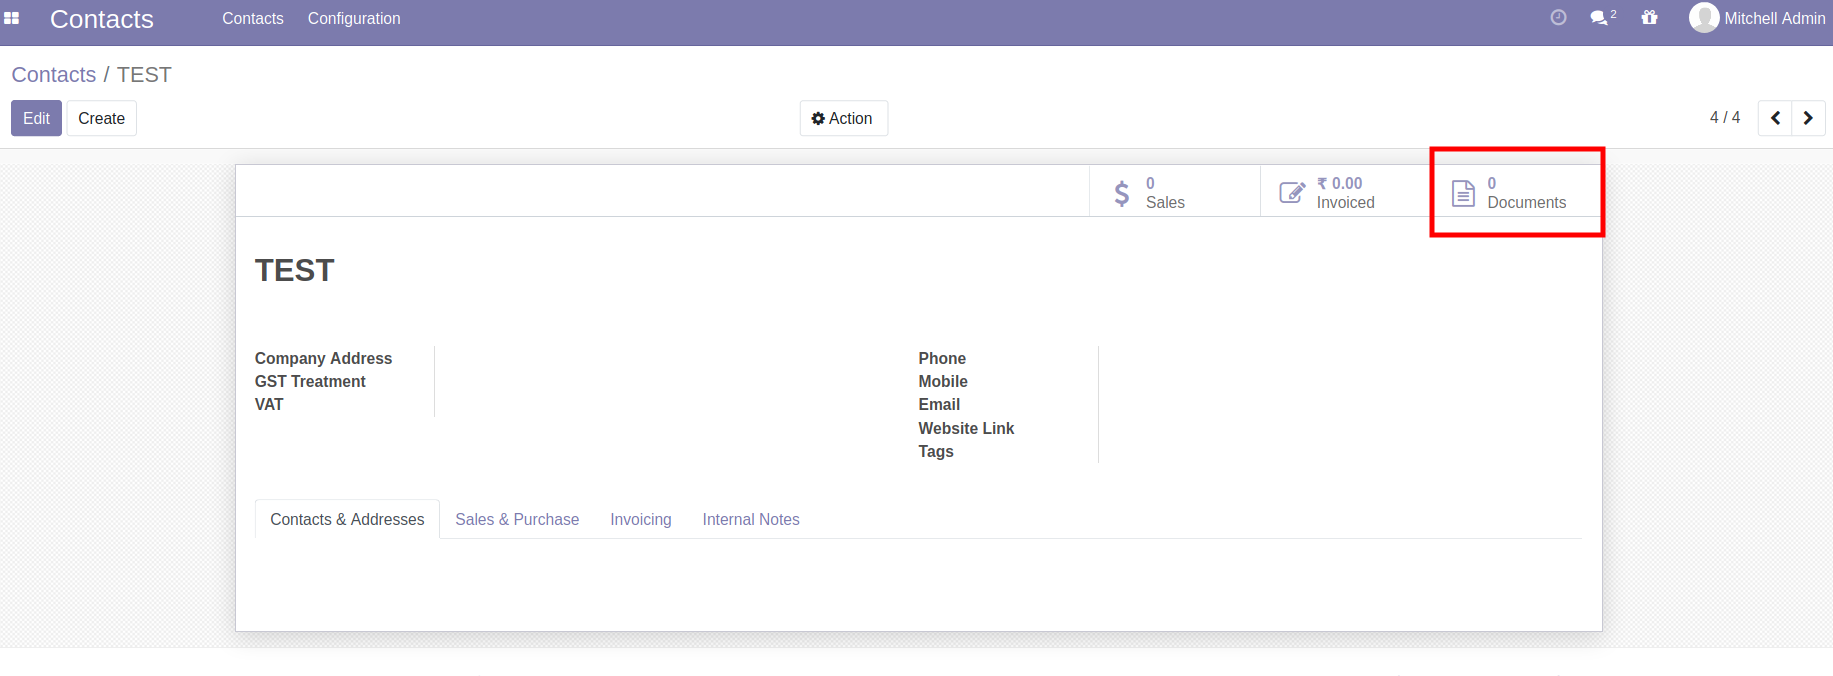 Contacts Contacts Configuration 2 Mitchell Admin
Contacts / TEST
Edit Create Action 4 / 4
0 ₹ 0.00 0
Sales Invoiced Documents
TEST
Company Address Phone
GST Treatment Mobile
VAT Email
Website Link
Tags
Contacts & Addresses Sales & Purchase Invoicing Internal Notes